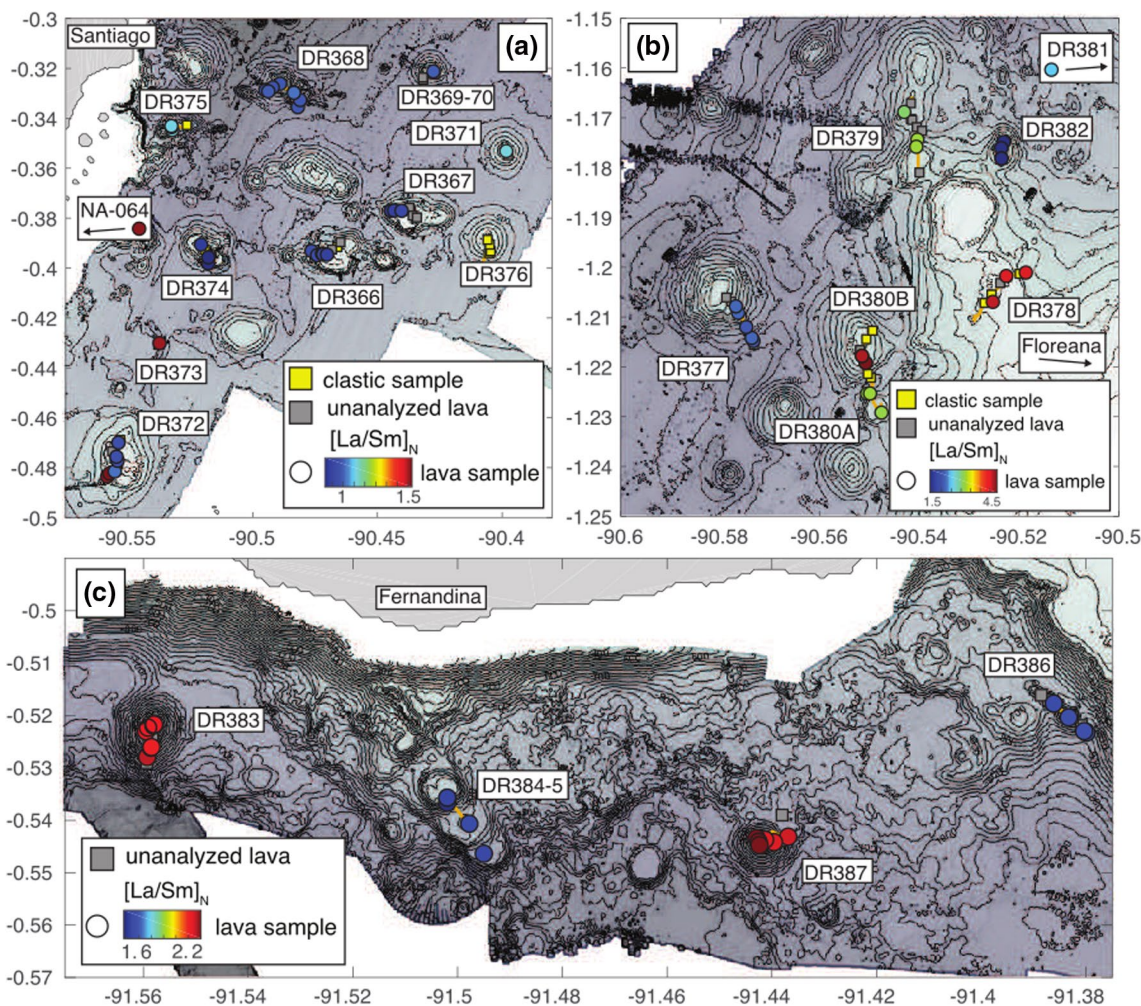 Santiago
(a)
DR368
DR375
DR369-70
DR371
DR367
NA-064
DR374
DR366
DR376
DR373
DR372
clastic sample
unanalyzed lava
[La/Sm]N
lava sample
1 1.5
-0.3
-0.32
-0.34
-0.36
-0.38
-0.4
-0.42
-0.44
-0.46
-0.48
-0.5
-90.55 -90.5 -90.45 -90.4
(b)
DR381
DR379
DR382
DR380B
DR378
DR377
Floreana
DR380A
clastic sample
unanalyzed lava
[La/Sm]N
lava sample
1.5 4.5
-1.15
-1.16
-1.17
-1.18
-1.19
-1.2
-1.21
-1.22
-1.23
-1.24
-1.25
-90.6 -90.58 -90.56 -90.54 -90.52 -90.5
(c)
Fernandina
DR386
DR383
DR384-5
DR387
unanalyzed lava
[La/Sm]N
lava sample
1.6 2.2
-0.5
-0.51
-0.52
-0.53
-0.54
-0.55
-0.56
-0.57
-91.56 -91.54 -91.52 -91.5 -91.48 -91.46 -91.44 -91.42 -91.4 -91.38